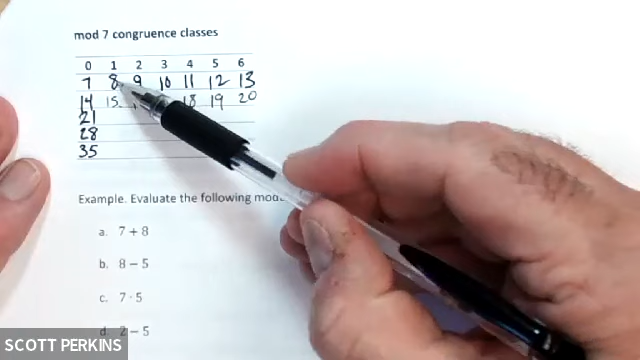 mod 7 congruence classes
0 1 2 3 4 5 6
7 8 9 10 11 12 13
14 15 18 19 20
21
28
35
Example. Evaluate the following
a. 7 + 8
b. 8 – 5
c. 7 · 5
d. 2 – 5
SCOTT PERKINS